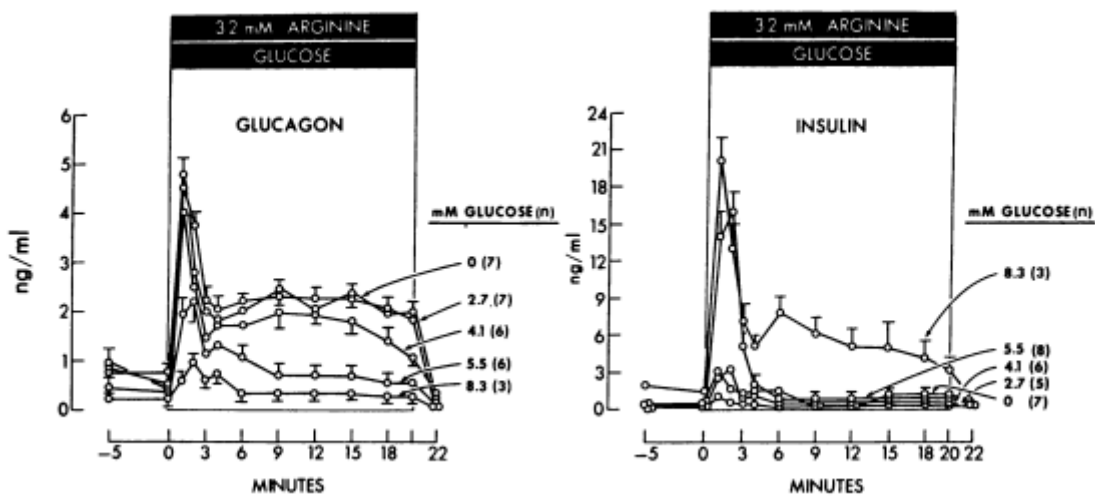 3.2 mM ARGININE
GLUCOSE
GLUCAGON
6
5
4
3
2
1
0
ng/ml
mM GLUCOSE(n)
0 (7)
2.7 (7)
4.1 (6)
5.5 (6)
8.3 (3)
-5 0 3 6 9 12 15 18 22
MINUTES
32 mM ARGININE
GLUCOSE
INSULIN
24
21
18
15
12
9
6
3
0
ng/ml
mM GLUCOSE(n)
8.3 (3)
5.5 (8)
4.1 (6)
2.7 (5)
0 (7)
-5 0 3 6 9 12 15 18 20 22
MINUTES